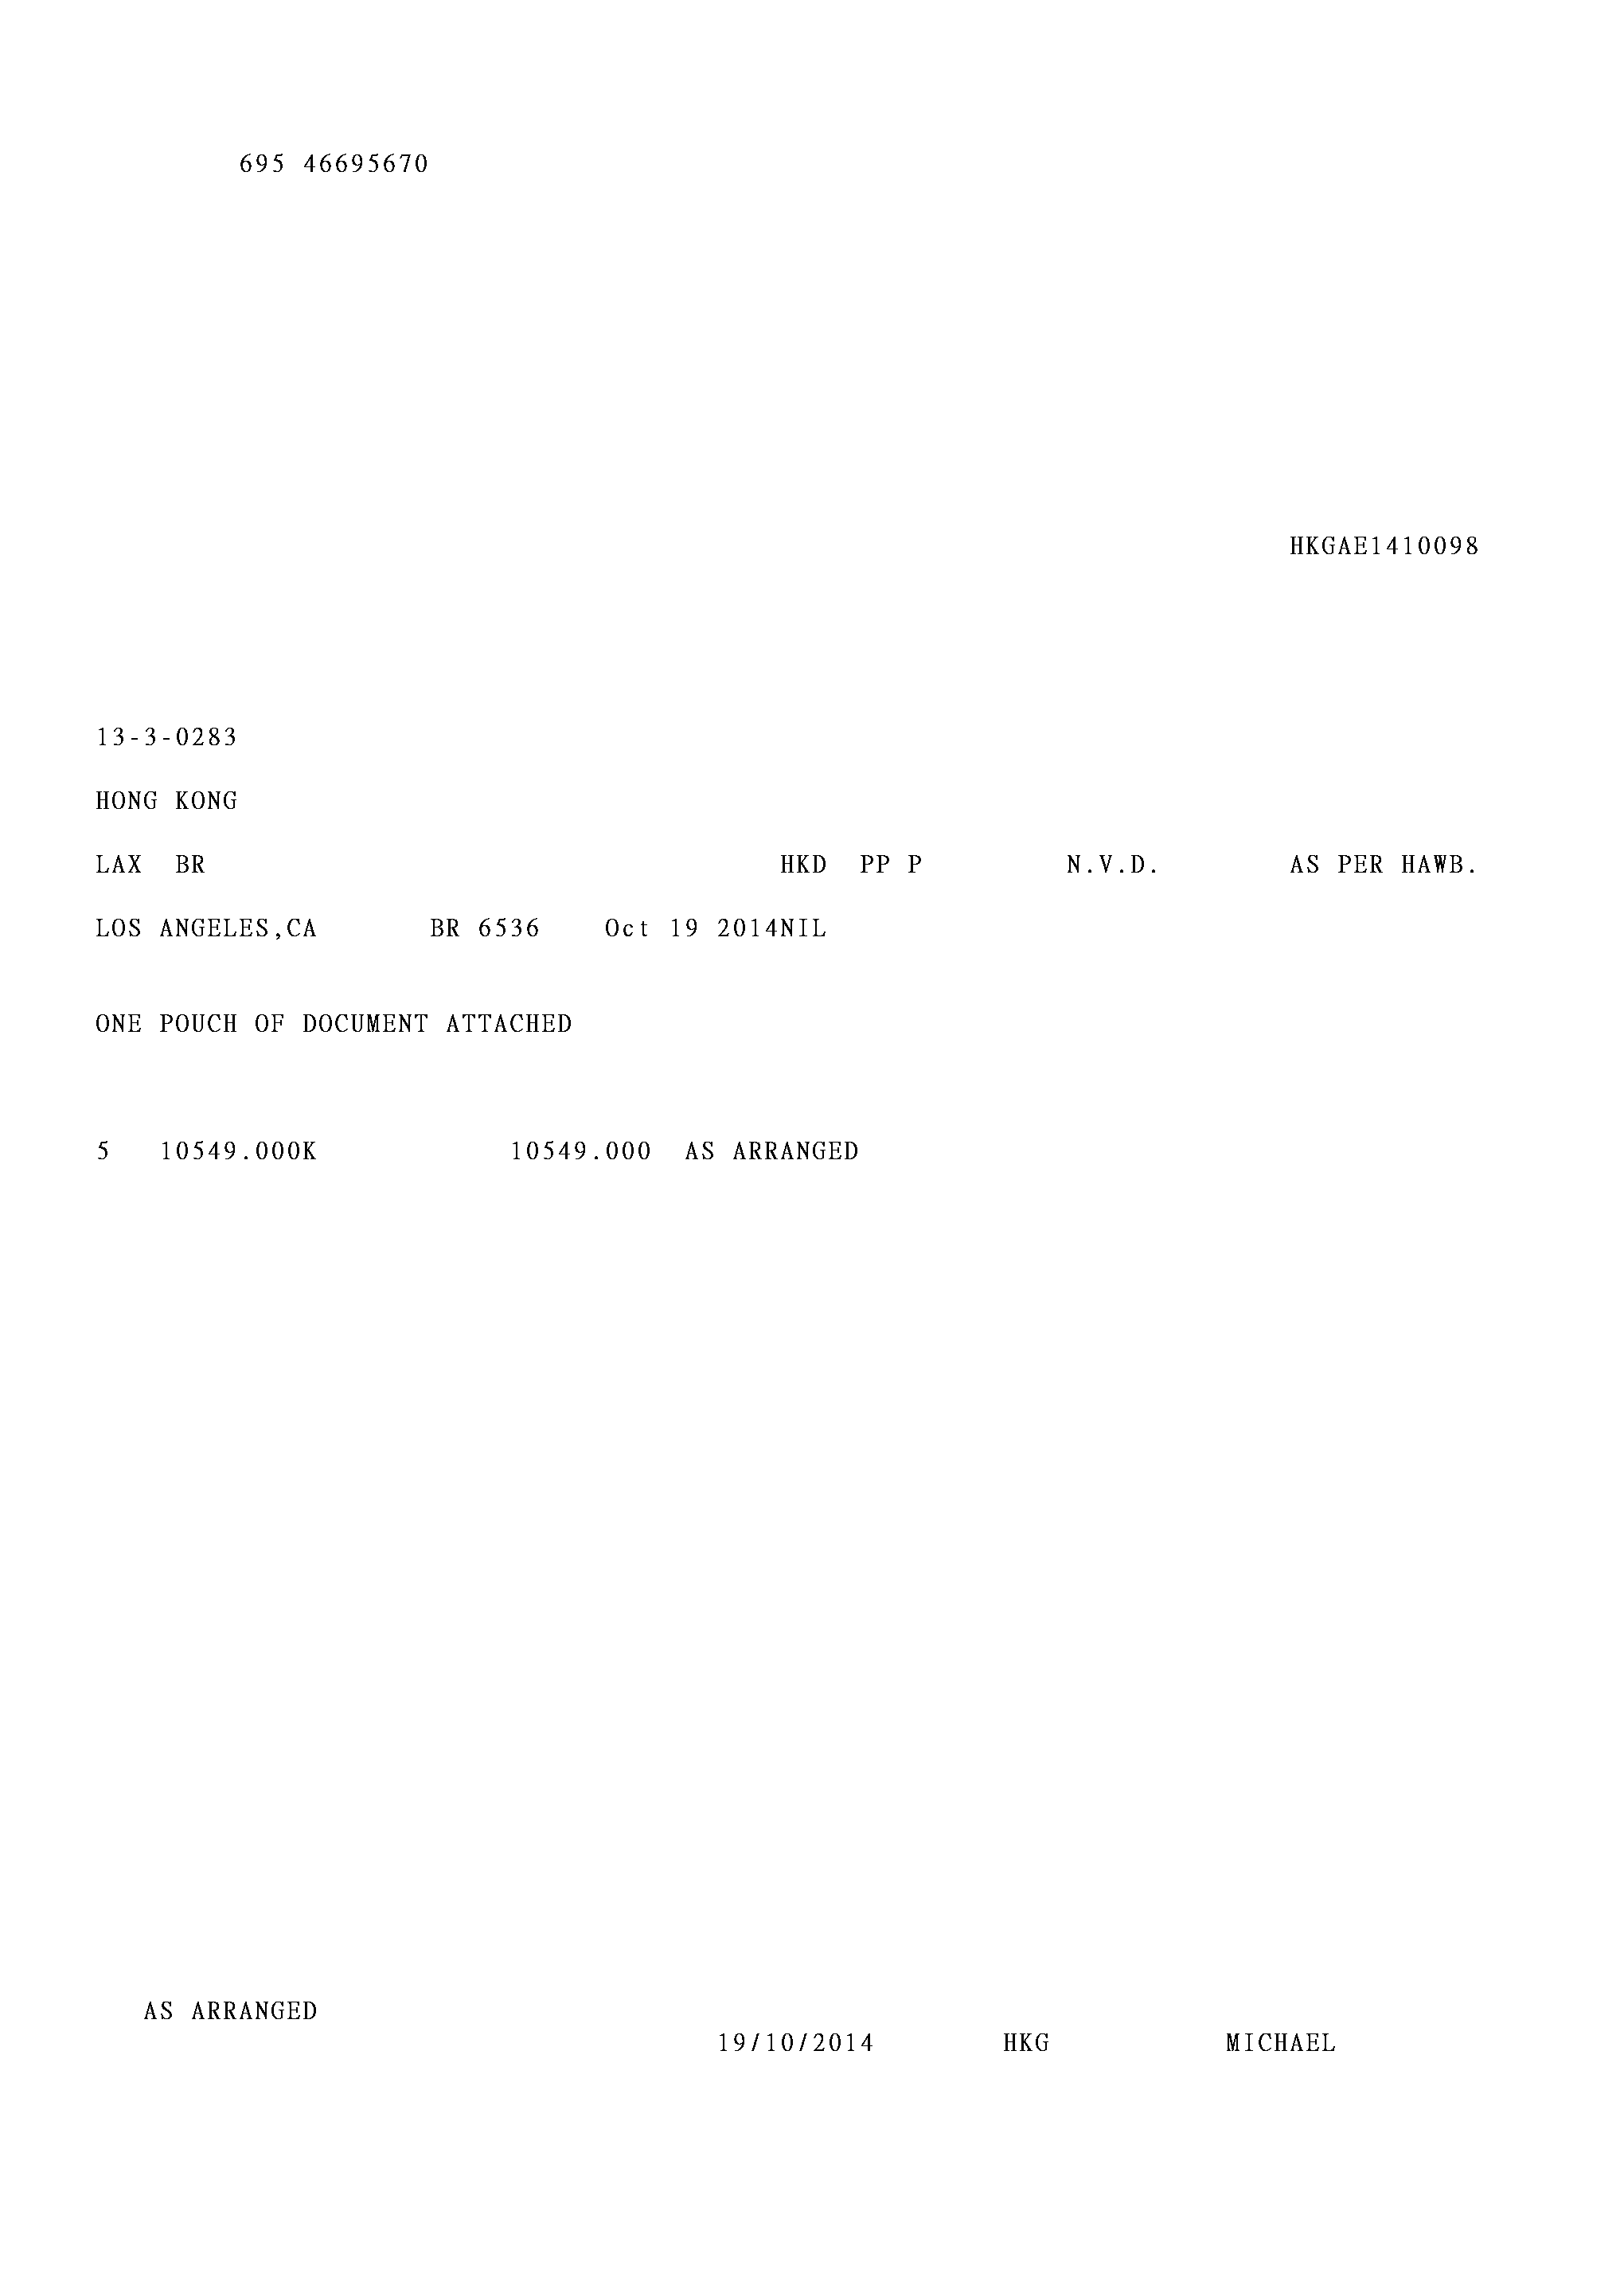 695 46695670
HKGAE1410098
13-3-0283
HONG KONG
LAX BR HKD PP P N.V.D. AS PER HAWB.
LOS ANGELES,CA BR 6536 Oct 19 2014NIL
ONE POUCH OF DOCUMENT ATTACHED
5 10549.000K 10549.000 AS ARRANGED
AS ARRANGED
19/10/2014 HKG MICHAEL